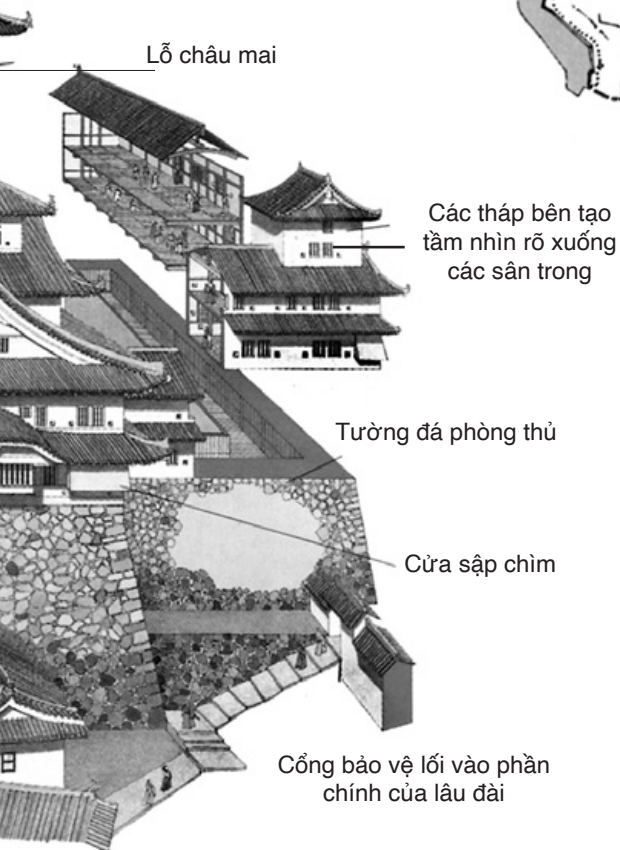 Lỗ châu mai
Các tháp bên tạo
tầm nhìn rõ xuống
các sân trong
Tường đá phòng thủ
Cửa sập chìm
Cổng bảo vệ lối vào phần
chính của lâu đài